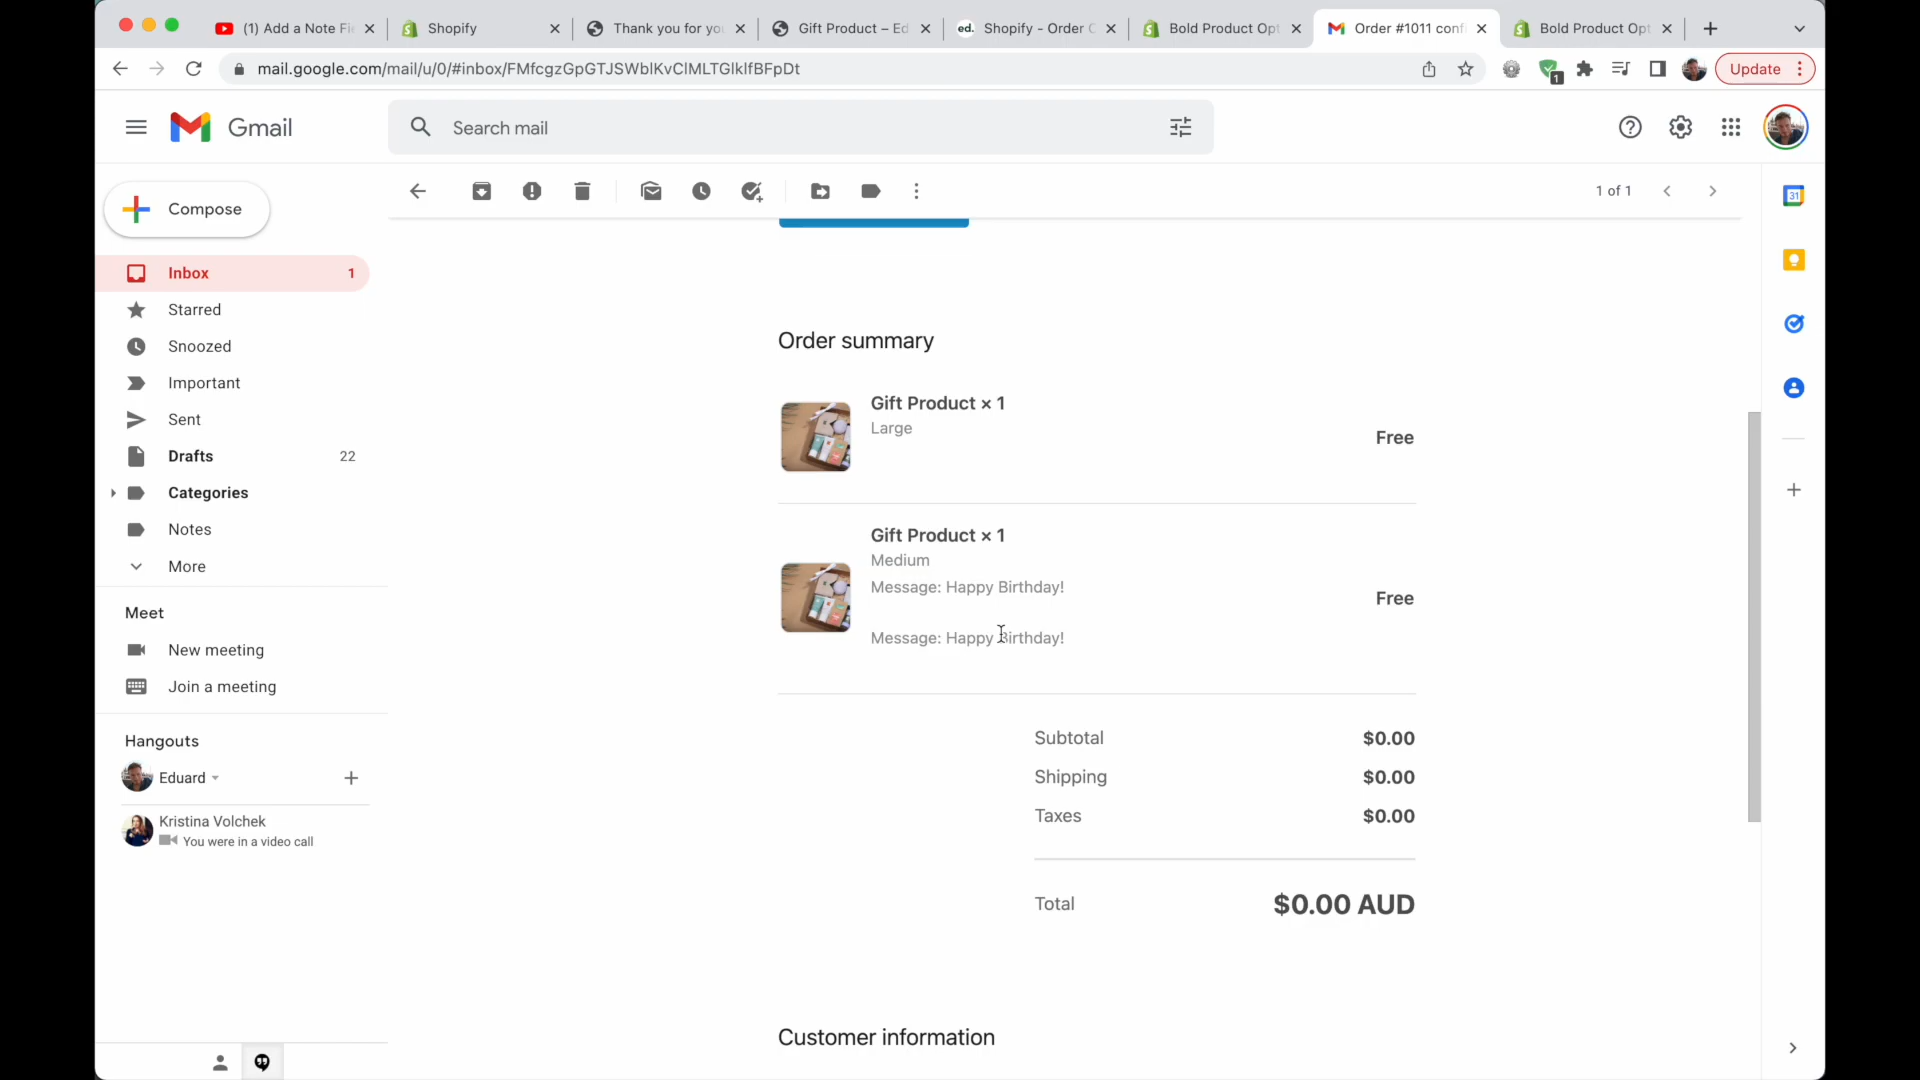 (1) Add a Note Fi
Shopify
Thank you for yo
Gift Product – Ed
ed. Shopify - Order C
Bold Product Opt
Order #1011 conf
Bold Product Opt
mail.google.com/mail/u/0/#inbox/FMfcgzGpGTJSWblKvClMLTGlklfBFpDt
1
Update
Gmail
Search mail
Compose
1 of 1
31
Inbox 1
Starred
Snoozed
Important
Sent
Drafts 22
Categories
Notes
More
Meet
New meeting
Join a meeting
Hangouts
Eduard
Kristina Volchek
You were in a video call
Order summary
Gift Product × 1
Large
Free
Gift Product × 1
Medium
Message: Happy Birthday!
Free
Message: Happy Birthday!
Subtotal $0.00
Shipping $0.00
Taxes $0.00
Total $0.00 AUD
Customer information